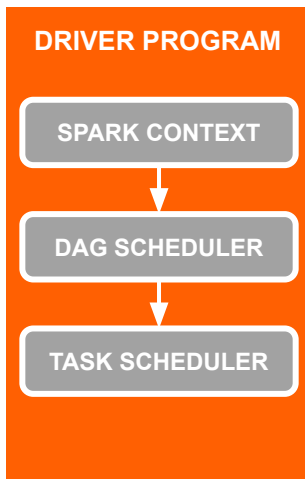 DRIVER PROGRAM
SPARK CONTEXT
DAG SCHEDULER
TASK SCHEDULER